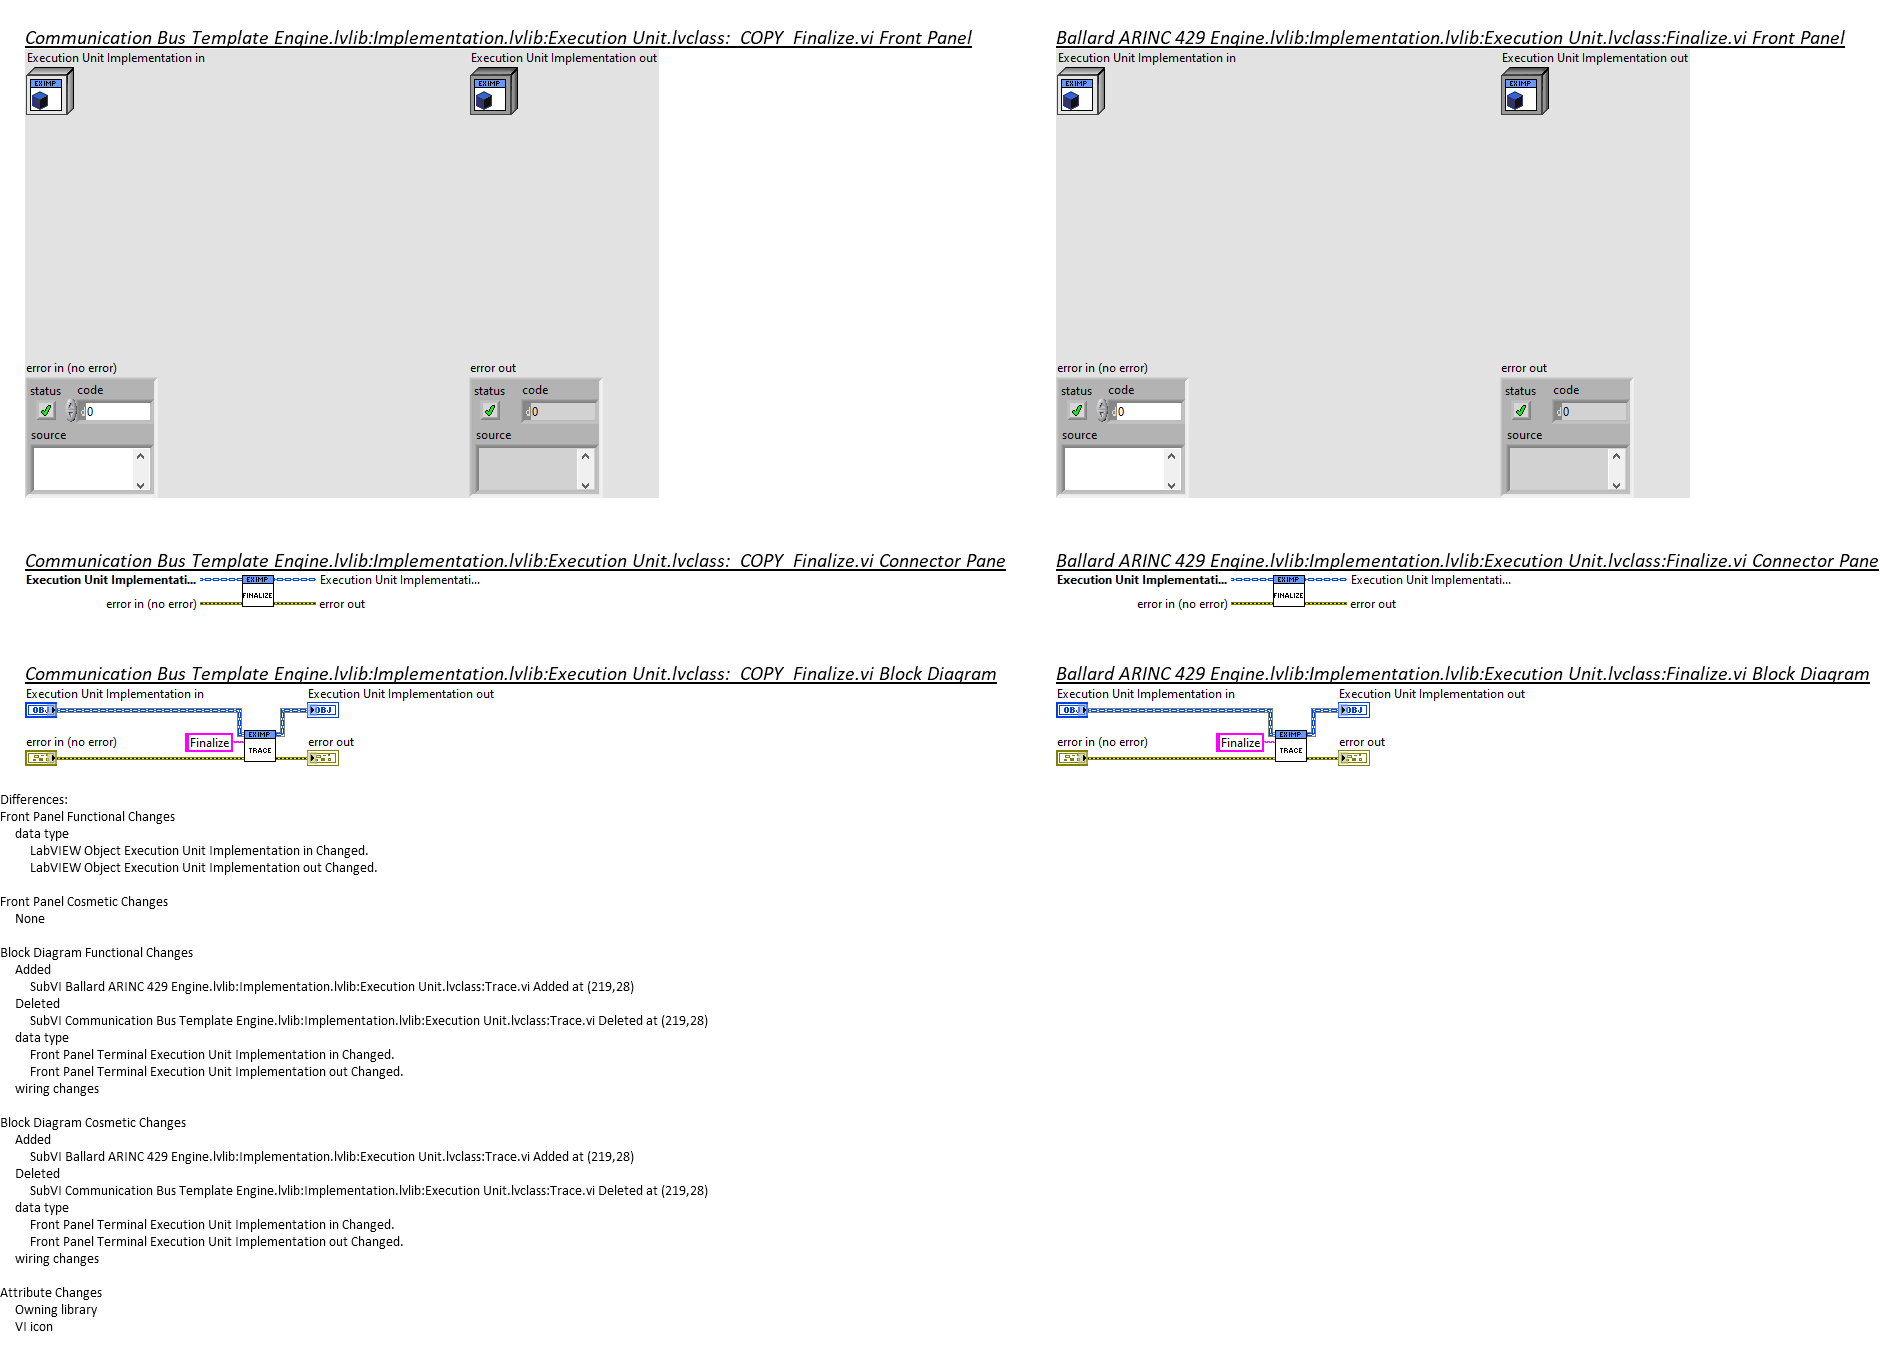 Communication Bus Template Engine.lvlib:Implementation.lvlib:Execution Unit.lvclass:  COPY  Finalize.vi Front Panel
Execution Unit Implementation in
Execution Unit Implementation out
EXIMP
EXIMP
error in (no error)
error out
status
code
status
code
d
0
d
0
source
source
Ballard ARINC 429 Engine.lvlib:Implementation.lvlib:Execution Unit.lvclass:Finalize.vi Front Panel
Execution Unit Implementation in
Execution Unit Implementation out
EXIMP
EXIMP
error in (no error)
error out
status
code
status
code
d
0
d
0
source
source
Communication Bus Template Engine.lvlib:Implementation.lvlib:Execution Unit.lvclass:  COPY  Finalize.vi Connector Pane
Execution Unit Implementati...
EXIMP
Execution Unit Implementati...
FINALIZE
error in (no error)
error out
Ballard ARINC 429 Engine.lvlib:Implementation.lvlib:Execution Unit.lvclass:Finalize.vi Connector Pane
Execution Unit Implementati...
EXIMP
Execution Unit Implementati...
FINALIZE
error in (no error)
error out
Communication Bus Template Engine.lvlib:Implementation.lvlib:Execution Unit.lvclass:  COPY  Finalize.vi Block Diagram
Execution Unit Implementation in
Execution Unit Implementation out
OBJ
OBJ
EXIMP
error in (no error)
Finalize
TRACE
error out
Ballard ARINC 429 Engine.lvlib:Implementation.lvlib:Execution Unit.lvclass:Finalize.vi Block Diagram
Execution Unit Implementation in
Execution Unit Implementation out
OBJ
OBJ
EXIMP
error in (no error)
Finalize
TRACE
error out
Differences:
Front Panel Functional Changes
data type
LabVIEW Object Execution Unit Implementation in Changed.
LabVIEW Object Execution Unit Implementation out Changed.
Front Panel Cosmetic Changes
None
Block Diagram Functional Changes
Added
SubVI Ballard ARINC 429 Engine.lvlib:Implementation.lvlib:Execution Unit.lvclass:Trace.vi Added at (219,28)
Deleted
SubVI Communication Bus Template Engine.lvlib:Implementation.lvlib:Execution Unit.lvclass:Trace.vi Deleted at (219,28)
data type
Front Panel Terminal Execution Unit Implementation in Changed.
Front Panel Terminal Execution Unit Implementation out Changed.
wiring changes
Block Diagram Cosmetic Changes
Added
SubVI Ballard ARINC 429 Engine.lvlib:Implementation.lvlib:Execution Unit.lvclass:Trace.vi Added at (219,28)
Deleted
SubVI Communication Bus Template Engine.lvlib:Implementation.lvlib:Execution Unit.lvclass:Trace.vi Deleted at (219,28)
data type
Front Panel Terminal Execution Unit Implementation in Changed.
Front Panel Terminal Execution Unit Implementation out Changed.
wiring changes
Attribute Changes
Owning library
VI icon